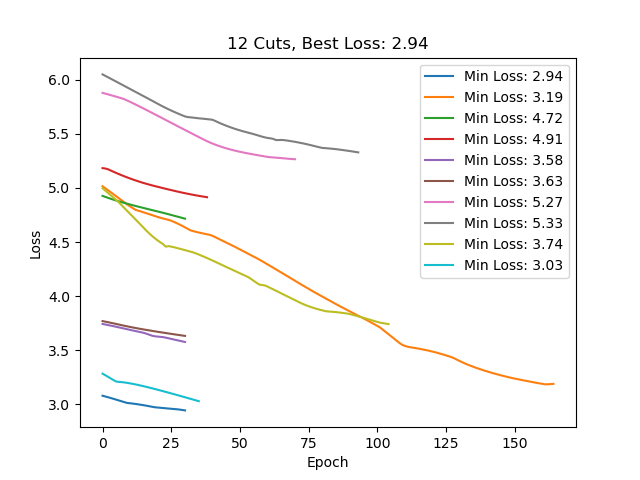 12 Cuts, Best Loss: 2.94
Loss
6.0
5.5
5.0
4.5
4.0
3.5
3.0
Min Loss: 2.94
Min Loss: 3.19
Min Loss: 4.72
Min Loss: 4.91
Min Loss: 3.58
Min Loss: 3.63
Min Loss: 5.27
Min Loss: 5.33
Min Loss: 3.74
Min Loss: 3.03
0 25 50 75 100 125 150
Epoch